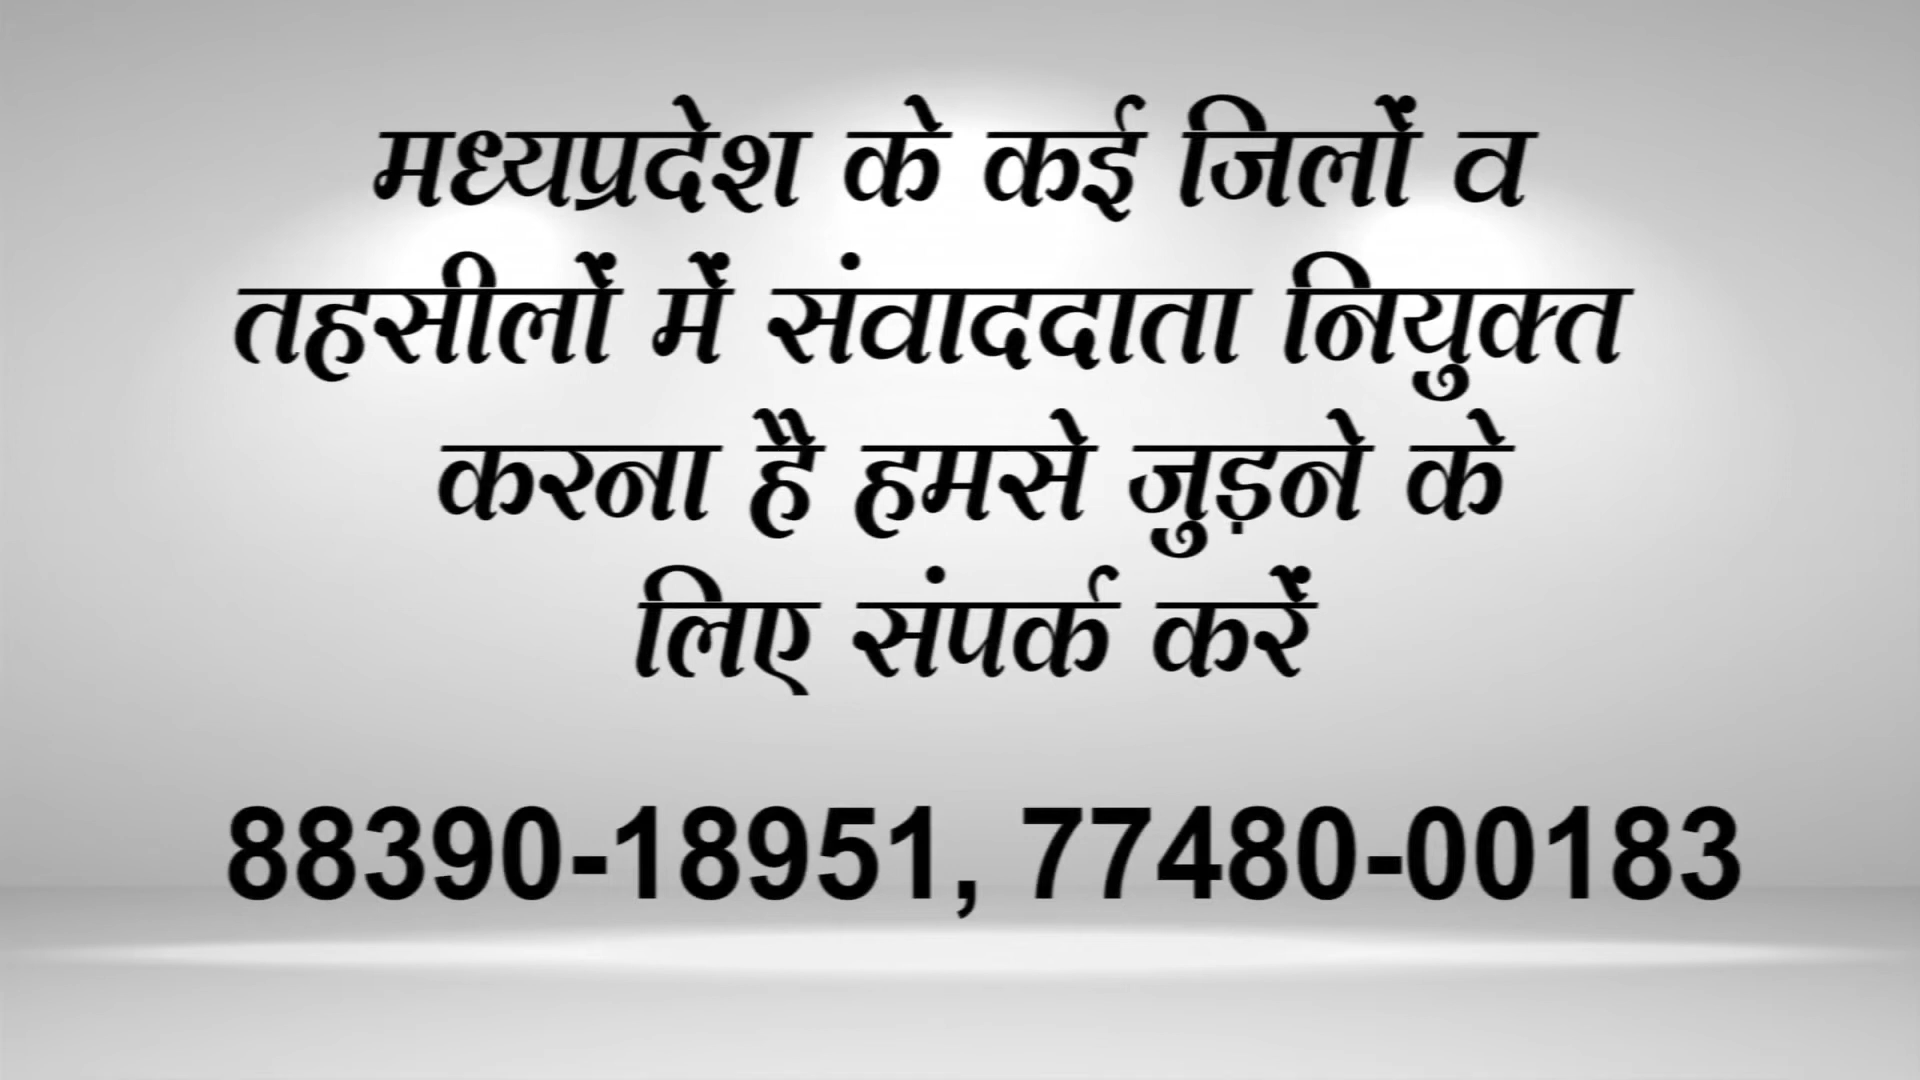 मध्यप्रदेश के कई जिलों व
तहसीलों में संवाददाता नियुक्त
करना है हमसे जुड़ने के
लिए संपर्क करें
88390-18951, 77480-00183